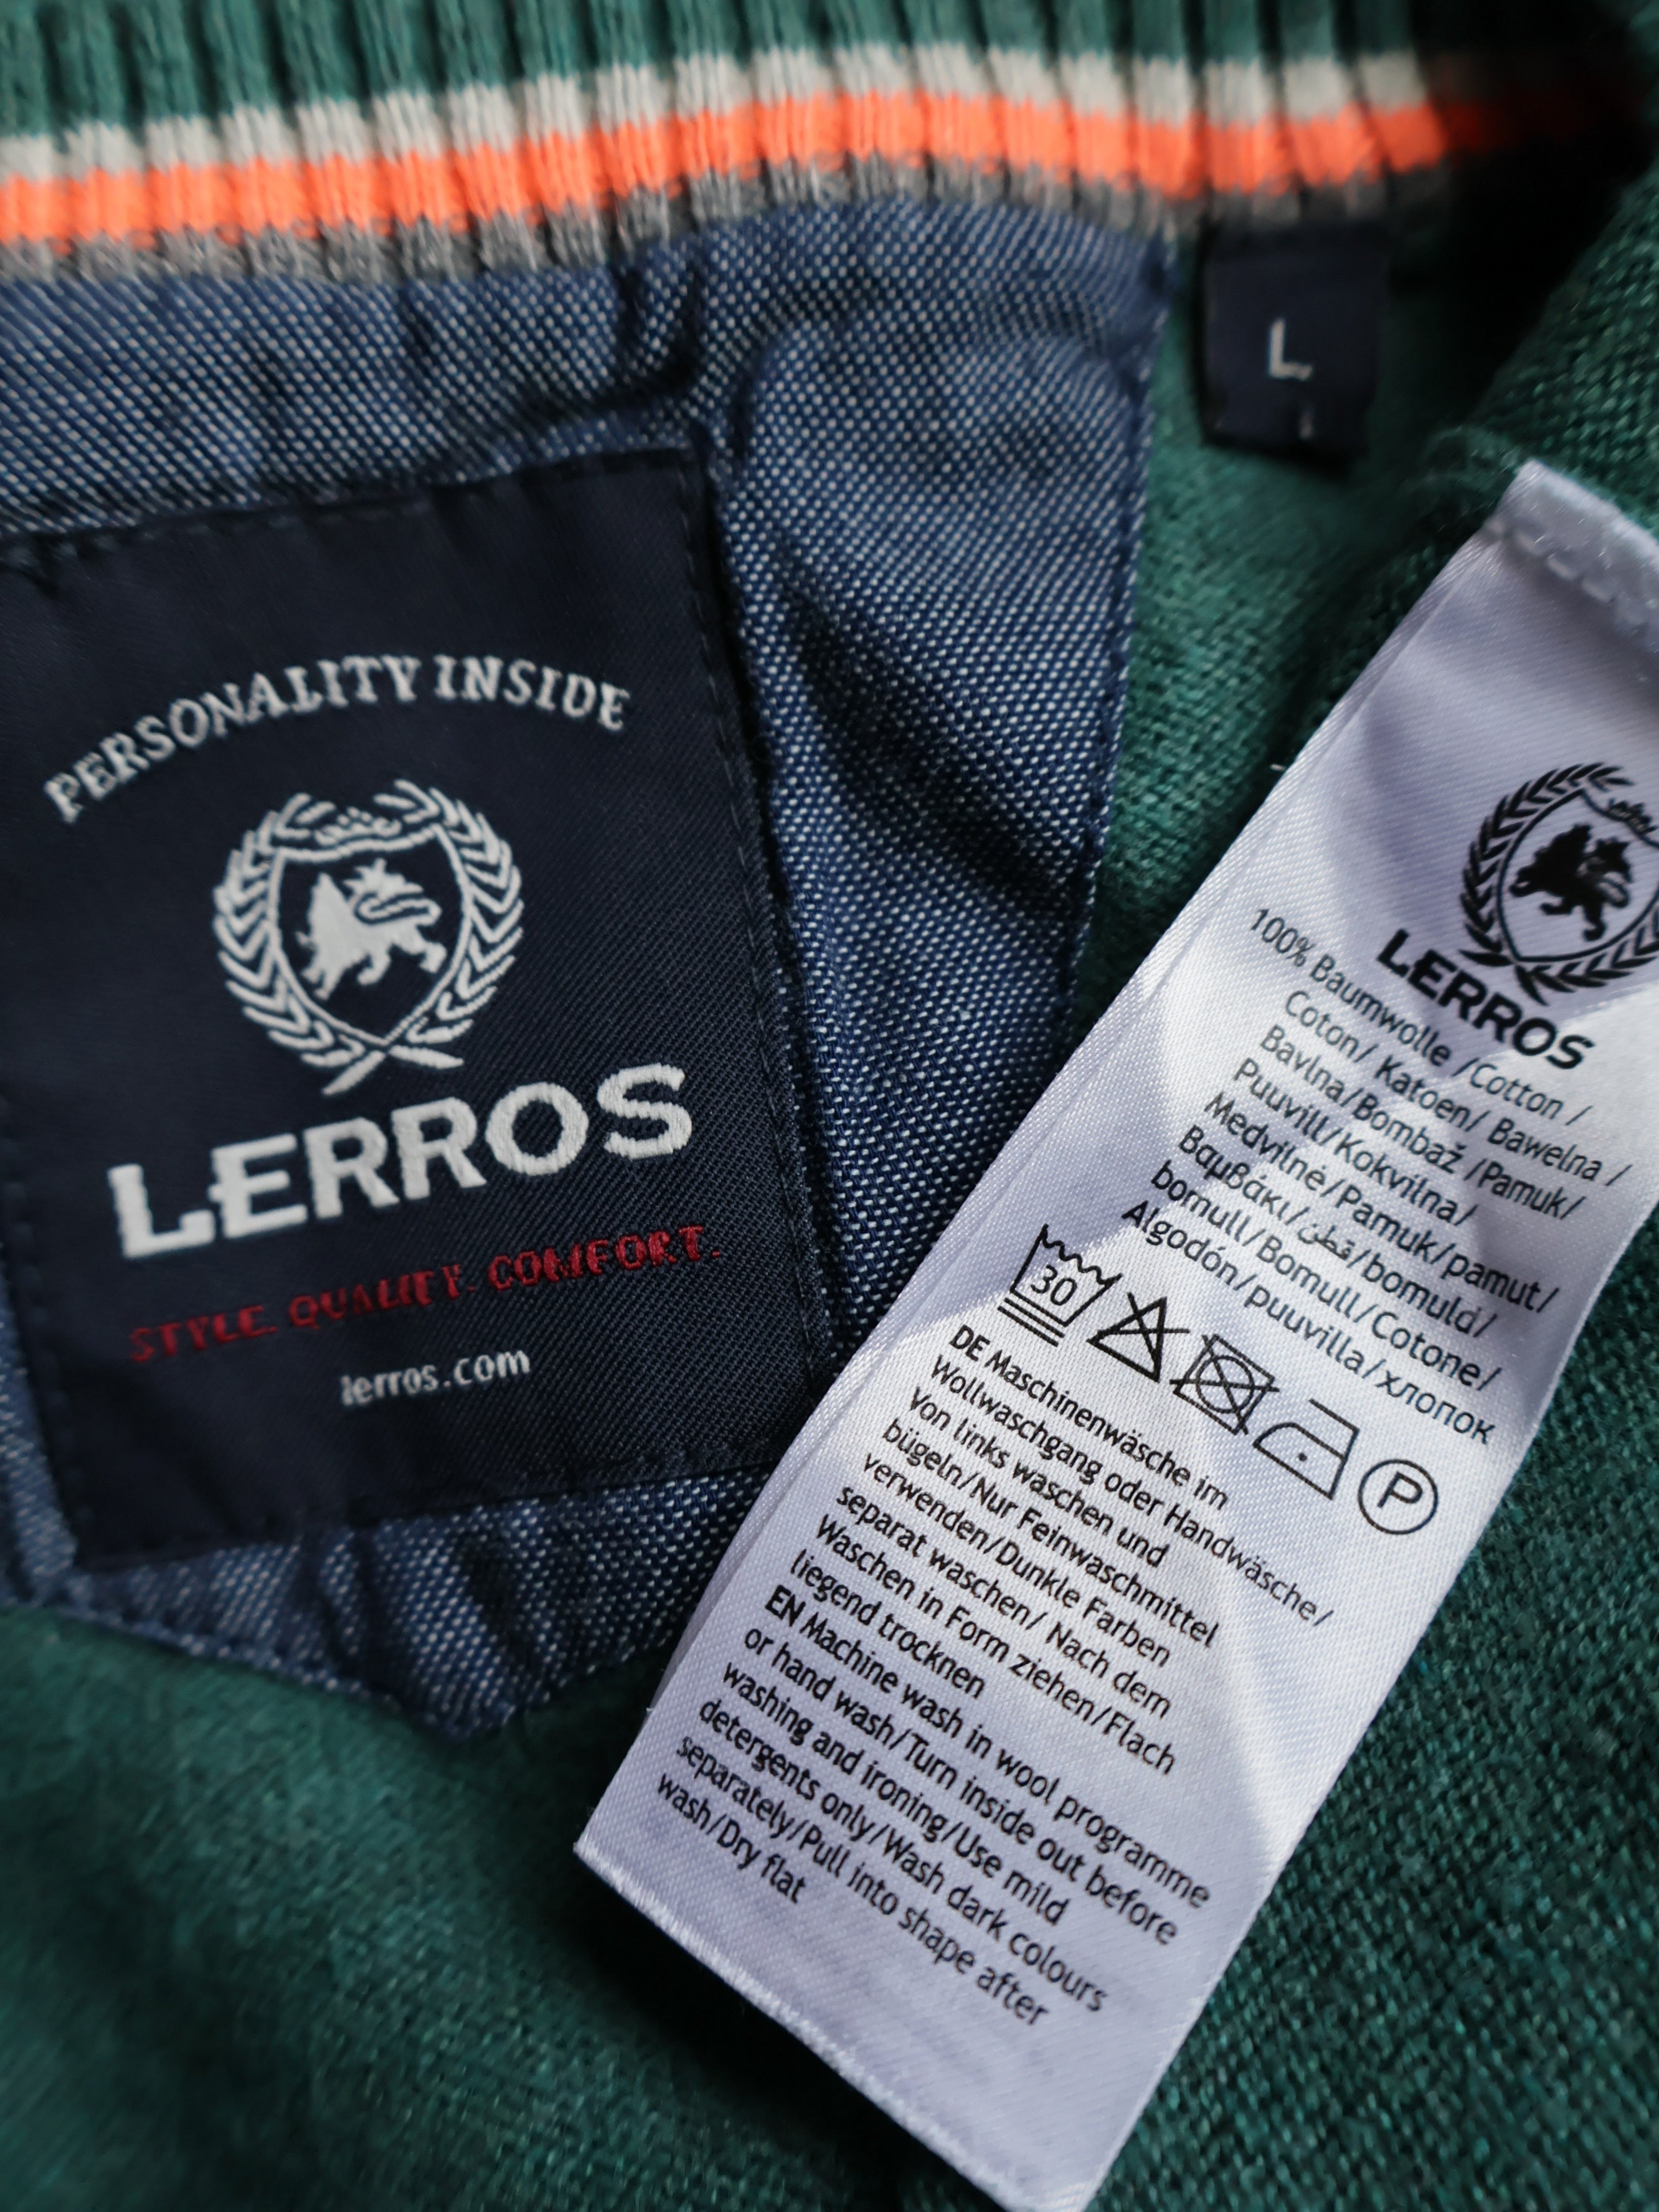 L
PERSONALITY INSIDE
LERROS
STYLE. QUALITY. COMFORT.
lerros.com
LERROS
100% Baumwolle /Cotton /
Coton/ Katoen/ Bawelna /
Bavlna/Bombaž /Pamuk/
Puuvill/Kokvilna/
Medvilnė/Pamuk/pamut/
Βαμβάκι/قطن/bomuld/
bomull/Bomull/Cotone/
Algodón/puuvilla/хлопок
30
P
DE Maschinenwäsche im
Wollwaschgang oder Handwäsche/
Von links waschen und
bügeln/Nur Feinwaschmittel
verwenden/Dunkle Farben
separat waschen/ Nach dem
Waschen in Form ziehen/Flach
liegend trocknen
EN Machine wash in wool programme
or hand wash/Turn inside out before
washing and ironing/Use mild
detergents only/Wash dark colours
separately/Pull into shape after
wash/Dry flat